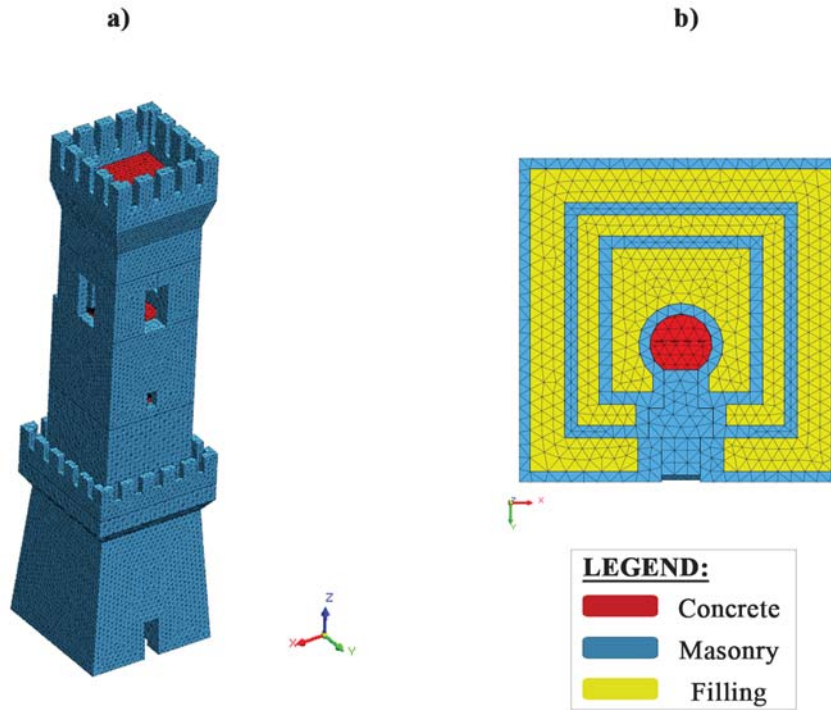 a)
b)
Z
X
Y
Z
X
Y
LEGEND:
Concrete
Masonry
Filling